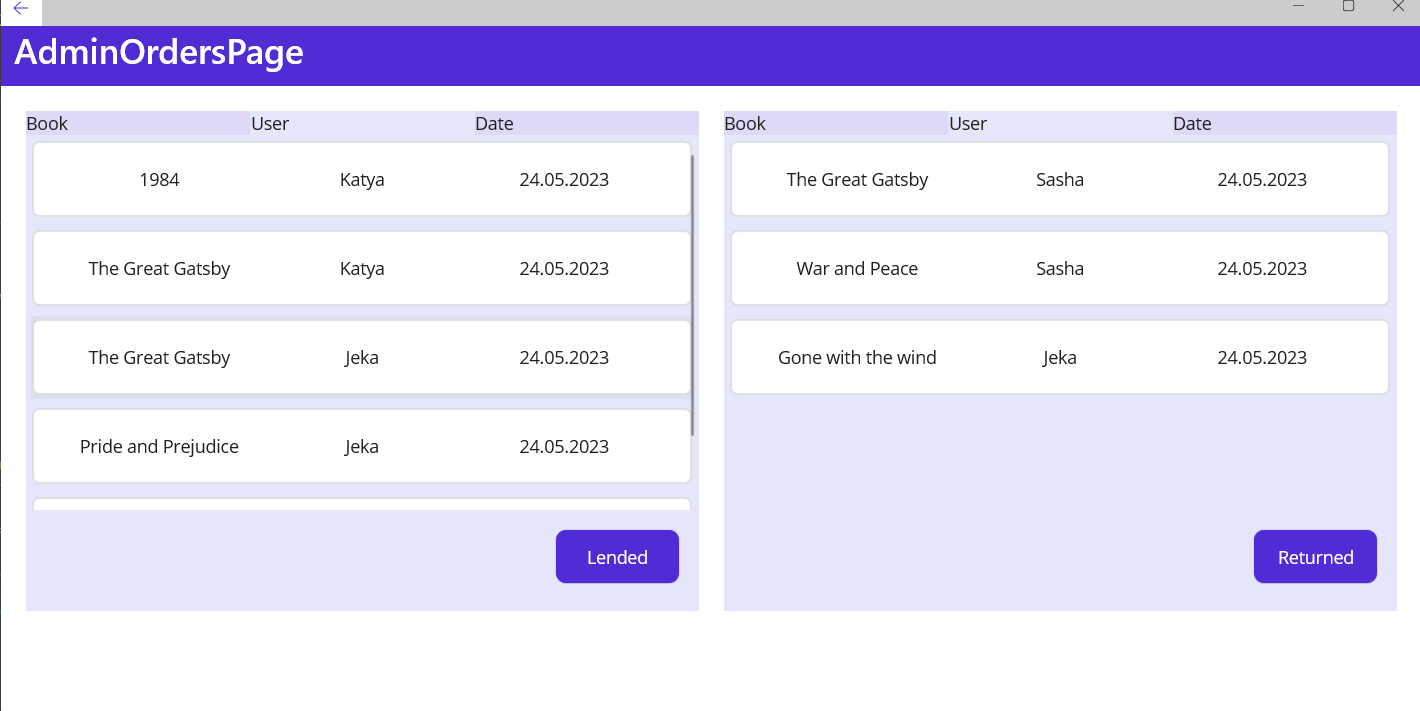 AdminOrdersPage
Book User Date
1984 Katya 24.05.2023
The Great Gatsby Katya 24.05.2023
The Great Gatsby Jeka 24.05.2023
Pride and Prejudice Jeka 24.05.2023
Lended
Book User Date
The Great Gatsby Sasha 24.05.2023
War and Peace Sasha 24.05.2023
Gone with the wind Jeka 24.05.2023
Returned